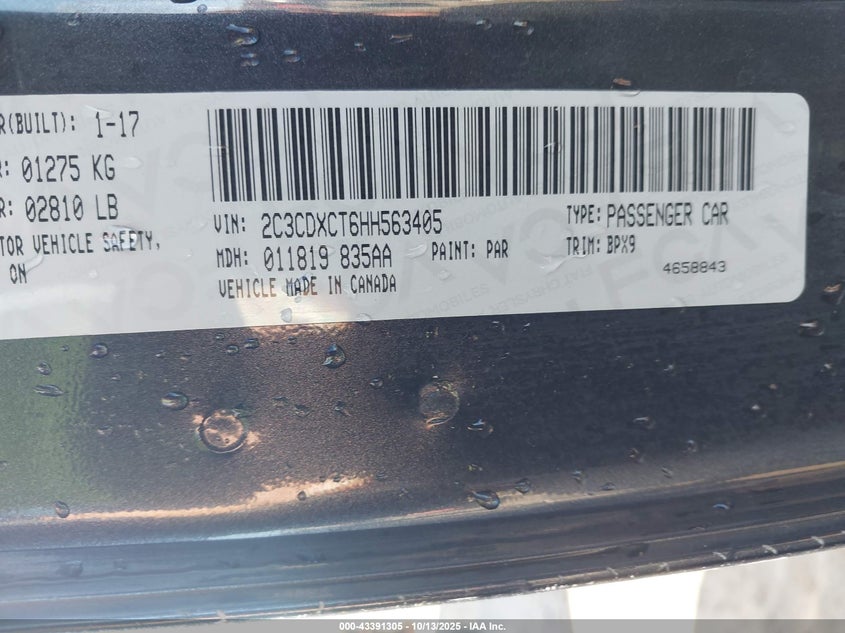 R(BUILT): 1-17
R: 01275 KG
R: 02810 LB
TOR VEHICLE SAFETY,
ON
VIN: 2C3CDXCT6HH563405
TYPE: PASSENGER CAR
MDH: 011819 835AA
PAINT: PAR
TRIM: BPX9
VEHICLE MADE IN CANADA
4658843
000-43391305 - 10/13/2025 - IAA Inc.